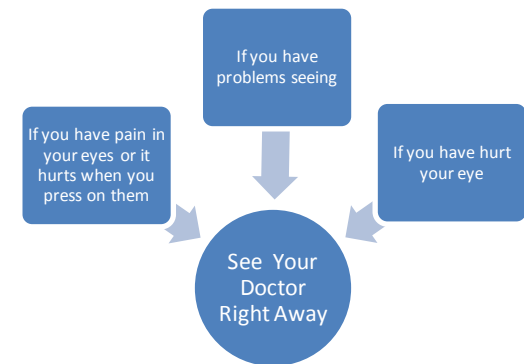 If you have
problems seeing
If you have pain in
your eyes or it
hurts when you
press on them
If you have hurt
your eye
See Your
Doctor
Right Away